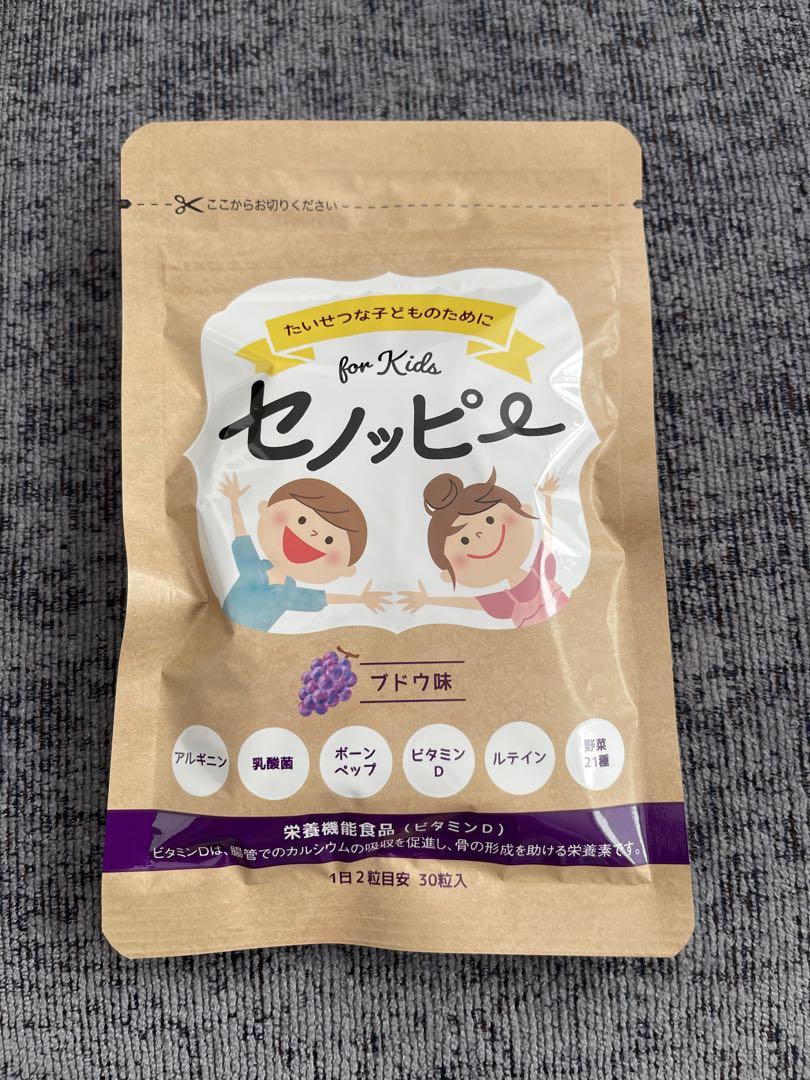 ここからお切りください
たいせつな子どものために
for Kids
セノッピー
ブドウ味
アルギニン
乳酸菌
ボーン
ペップ
ビタミン
D
ルテイン
野菜
21種
栄養機能食品（ビタミンD）
ビタミンDは、腸管でのカルシウムの吸収を促進し、骨の形成を助ける栄養素です。
1日2粒目安 30粒入